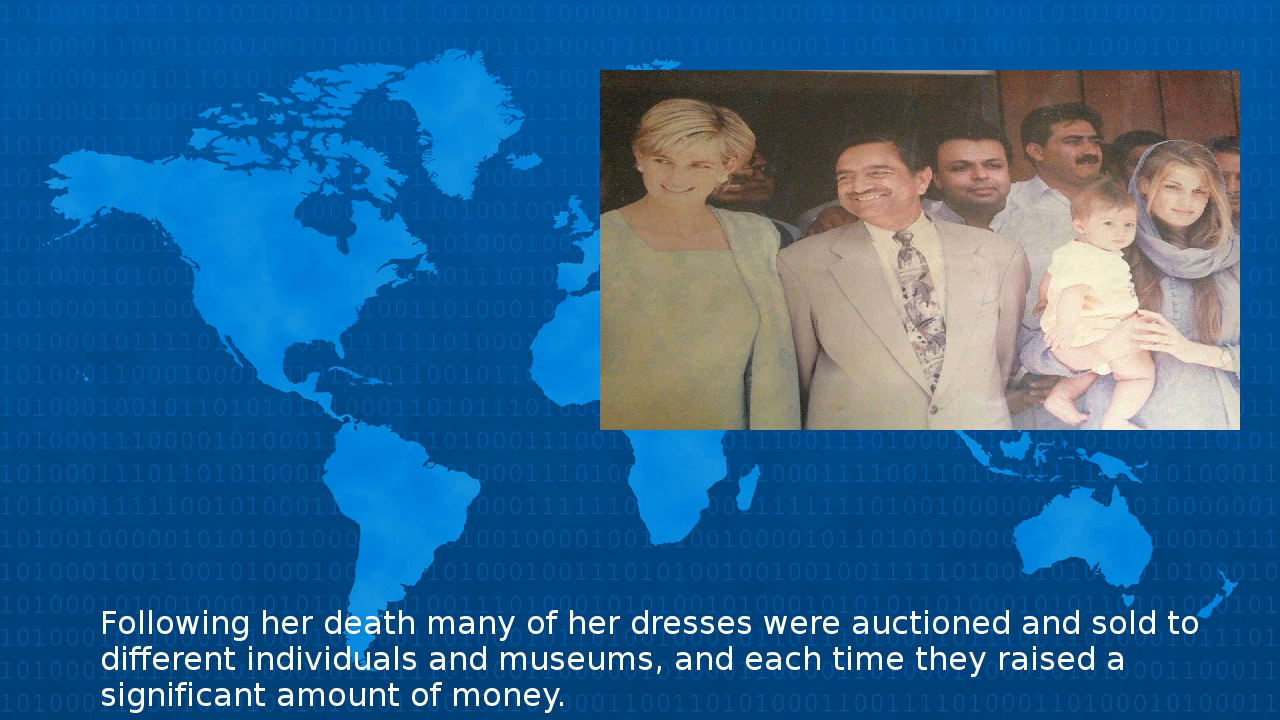 Following her death many of her dresses were auctioned and sold to
different individuals and museums, and each time they raised a
significant amount of money.